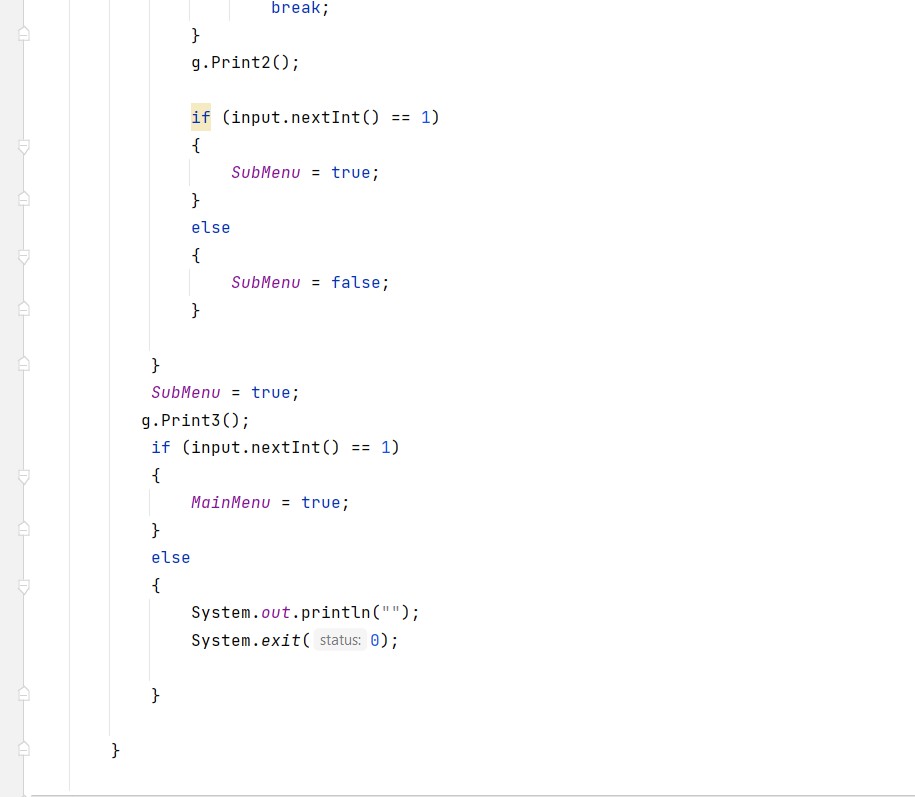 break;
}
g.Print2();
if (input.nextInt() == 1)
{
SubMenu = true;
}
else
{
SubMenu = false;
}
}
SubMenu = true;
g.Print3();
if (input.nextInt() == 1)
{
MainMenu = true;
}
else
{
System.out.println("");
System.exit( status: 0);
}
}